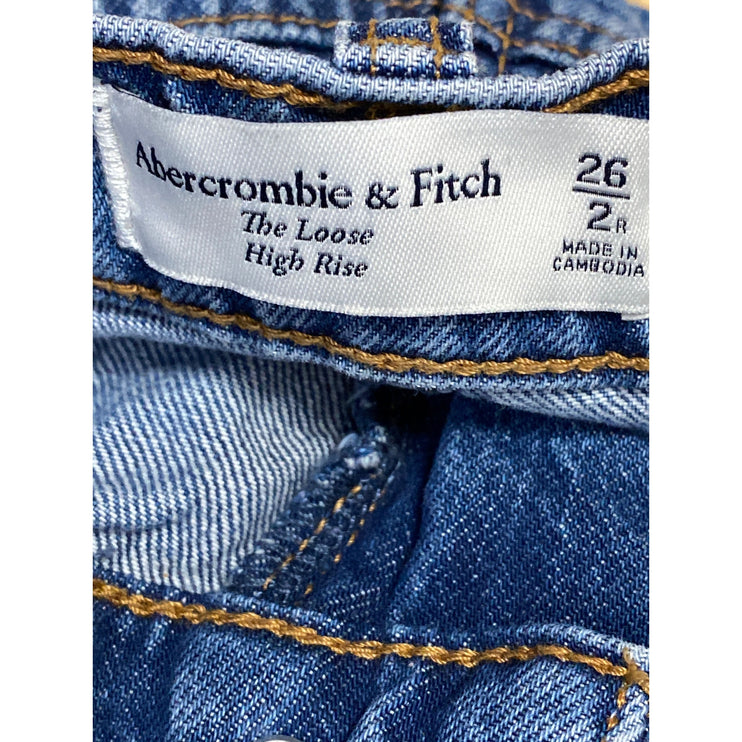 Abercrombie & Fitch
The Loose
High Rise
26
2R
MADE IN
CAMBODIA